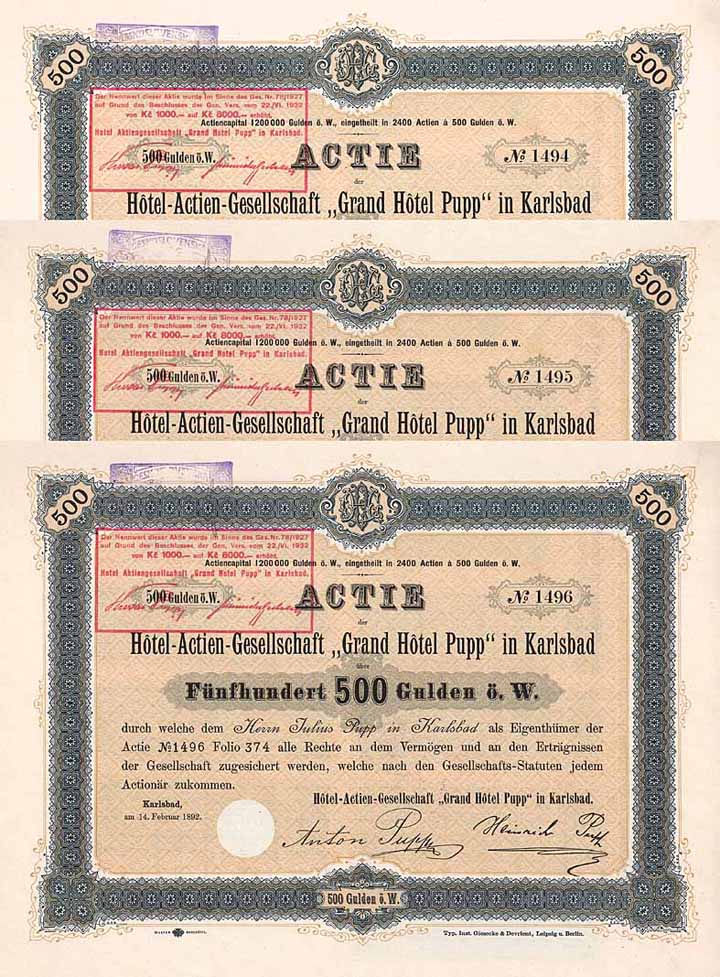 500
500
Der Nennwert dieser Aktie wurde im Sinne des Ges. Nr. 78/1927
auf Grund des Beschlusses der Gen. Vers. vom 22./VI. 1932
von Kč 1000.— auf Kč 6000.— erhöht.
Hotel Aktiengesellschaft „Grand Hotel Pupp" in Karlsbad.
Actiencapital 1200000 Gulden ö. W., eingetheilt in 2400 Actien à 500 Gulden ö. W.
500 Gulden ö. W.
ACTIE
№ 1494
der
Hôtel-Actien-Gesellschaft „Grand Hôtel Pupp“ in Karlsbad
500
500
Der Nennwert dieser Aktie wurde im Sinne des Ges. Nr. 78/1927
auf Grund des Beschlusses der Gen. Vers. vom 22./VI. 1932
von Kč 1000.— auf Kč 6000.— erhöht.
Actiencapital 1200000 Gulden ö. W., eingetheilt in 2400 Actien à 500 Gulden ö. W.
Hotel Aktiengesellschaft „Grand Hotel Pupp" in Karlsbad.
500 Gulden ö. W.
ACTIE
№ 1495
der
Hôtel-Actien-Gesellschaft „Grand Hôtel Pupp“ in Karlsbad
500
500
Der Nennwert dieser Aktie wurde im Sinne des Ges. Nr. 78/1927
auf Grund des Beschlusses der Gen. Vers. vom 22./VI. 1932
von Kč 1000.— auf Kč 6000.— erhöht.
Actiencapital 1200000 Gulden ö. W., eingetheilt in 2400 Actien à 500 Gulden ö. W.
Hotel Aktiengesellschaft „Grand Hotel Pupp" in Karlsbad.
500 Gulden ö. W.
ACTIE
№ 1496
der
Hôtel-Actien-Gesellschaft „Grand Hôtel Pupp“ in Karlsbad
über
Fünfhundert 500 Gulden ö. W.
durch welche dem Herrn Julius Pupp in Karlsbad als Eigenthümer der
Actie №1496 Folio 374 alle Rechte an dem Vermögen und an den Erträgnissen
der Gesellschaft zugesichert werden, welche nach den Gesellschafts-Statuten jedem
Actionär zukommen.
Karlsbad,
am 14. Februar 1892.
Hôtel-Actien-Gesellschaft „Grand Hôtel Pupp“ in Karlsbad.
Anton Pupp
Heinrich Pupp
500 Gulden ö. W.
Typ. Inst. Giesecke & Devrient, Leipzig u. Berlin.